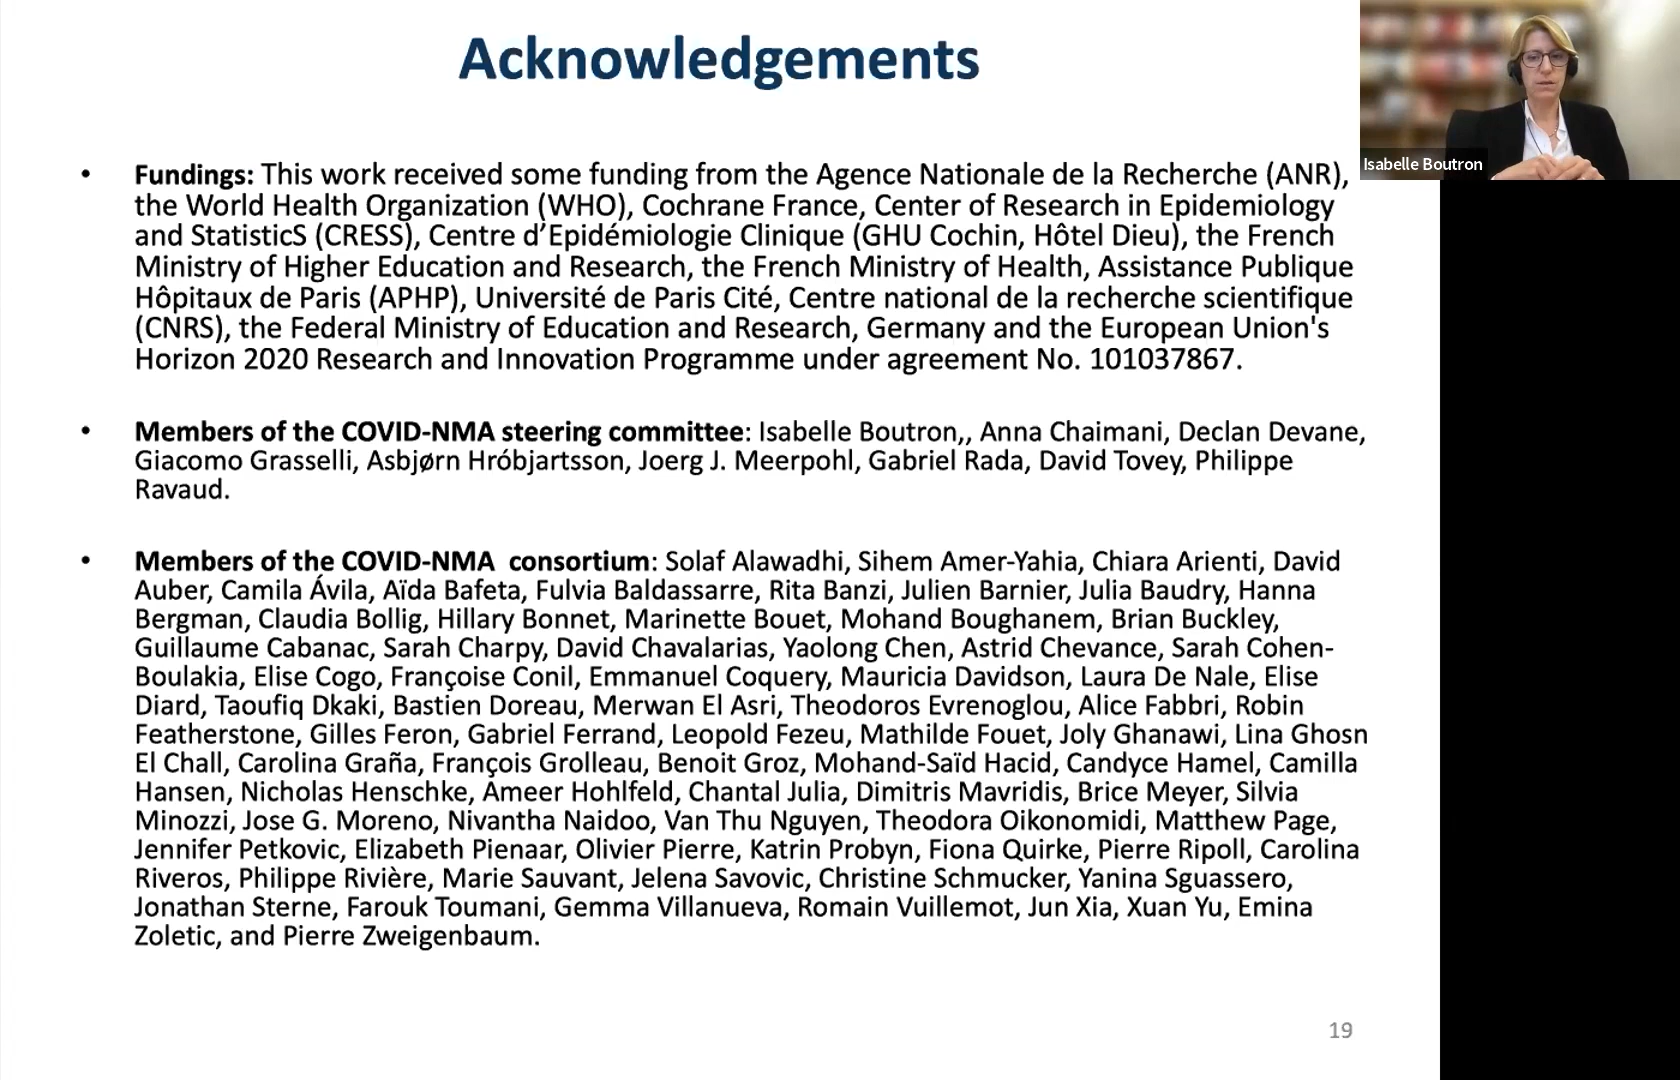 Acknowledgements
Isabelle Boutron
• Fundings: This work received some funding from the Agence Nationale de la Recherche (ANR),
the World Health Organization (WHO), Cochrane France, Center of Research in Epidemiology
and StatisticS (CRESS), Centre d’Epidémiologie Clinique (GHU Cochin, Hôtel Dieu), the French
Ministry of Higher Education and Research, the French Ministry of Health, Assistance Publique
Hôpitaux de Paris (APHP), Université de Paris Cité, Centre national de la recherche scientifique
(CNRS), the Federal Ministry of Education and Research, Germany and the European Union's
Horizon 2020 Research and Innovation Programme under agreement No. 101037867.
• Members of the COVID-NMA steering committee: Isabelle Boutron,, Anna Chaimani, Declan Devane,
Giacomo Grasselli, Asbjørn Hróbjartsson, Joerg J. Meerpohl, Gabriel Rada, David Tovey, Philippe
Ravaud.
• Members of the COVID-NMA  consortium: Solaf Alawadhi, Sihem Amer-Yahia, Chiara Arienti, David
Auber, Camila Ávila, Aïda Bafeta, Fulvia Baldassarre, Rita Banzi, Julien Barnier, Julia Baudry, Hanna
Bergman, Claudia Bollig, Hillary Bonnet, Marinette Bouet, Mohand Boughanem, Brian Buckley,
Guillaume Cabanac, Sarah Charpy, David Chavalarias, Yaolong Chen, Astrid Chevance, Sarah Cohen-
Boulakia, Elise Cogo, Françoise Conil, Emmanuel Coquery, Mauricia Davidson, Laura De Nale, Elise
Diard, Taoufiq Dkaki, Bastien Doreau, Merwan El Asri, Theodoros Evrenoglou, Alice Fabbri, Robin
Featherstone, Gilles Feron, Gabriel Ferrand, Leopold Fezeu, Mathilde Fouet, Joly Ghanawi, Lina Ghosn
El Chall, Carolina Graña, François Grolleau, Benoit Groz, Mohand-Saïd Hacid, Candyce Hamel, Camilla
Hansen, Nicholas Henschke, Ameer Hohlfeld, Chantal Julia, Dimitris Mavridis, Brice Meyer, Silvia
Minozzi, Jose G. Moreno, Nivantha Naidoo, Van Thu Nguyen, Theodora Oikonomidi, Matthew Page,
Jennifer Petkovic, Elizabeth Pienaar, Olivier Pierre, Katrin Probyn, Fiona Quirke, Pierre Ripoll, Carolina
Riveros, Philippe Rivière, Marie Sauvant, Jelena Savovic, Christine Schmucker, Yanina Sguassero,
Jonathan Sterne, Farouk Toumani, Gemma Villanueva, Romain Vuillemot, Jun Xia, Xuan Yu, Emina
Zoletic, and Pierre Zweigenbaum.
19